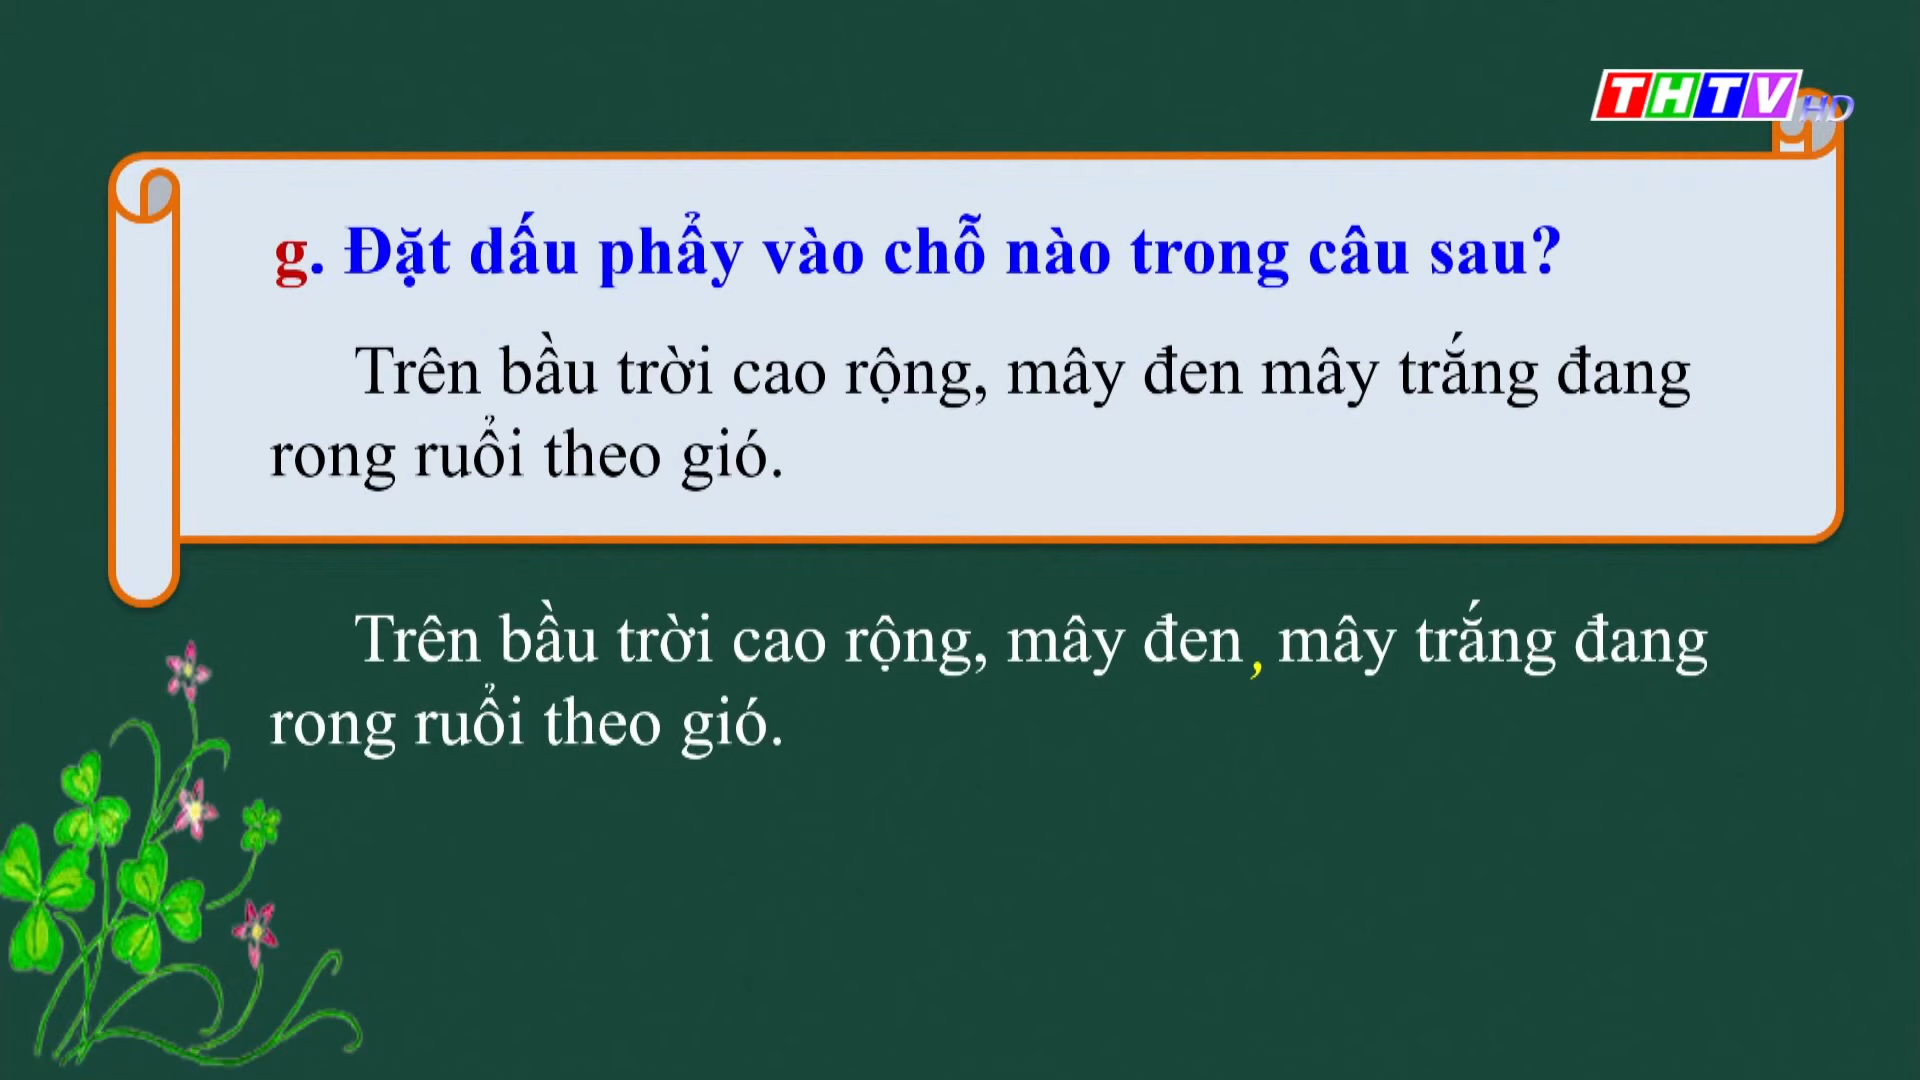 THTV HD
g. Đặt dấu phẩy vào chỗ nào trong câu sau?
Trên bầu trời cao rộng, mây đen mây trắng đang
rong ruổi theo gió.
Trên bầu trời cao rộng, mây đen, mây trắng đang
rong ruổi theo gió.